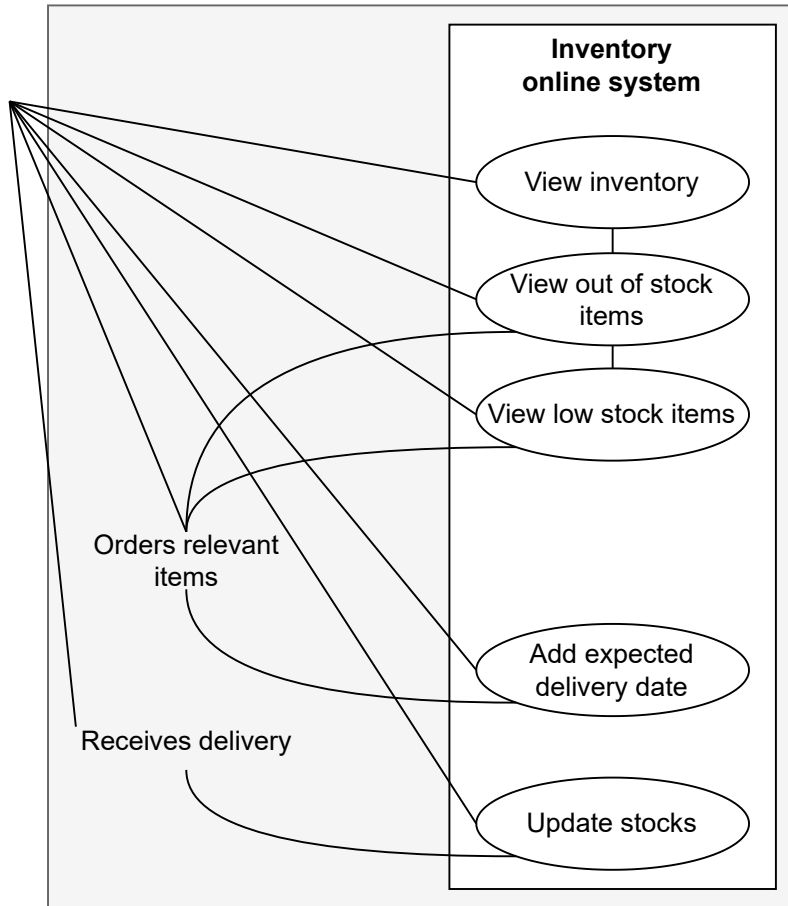 Inventory
online system
View inventory
View out of stock
items
View low stock items
Orders relevant
items
Add expected
delivery date
Receives delivery
Update stocks